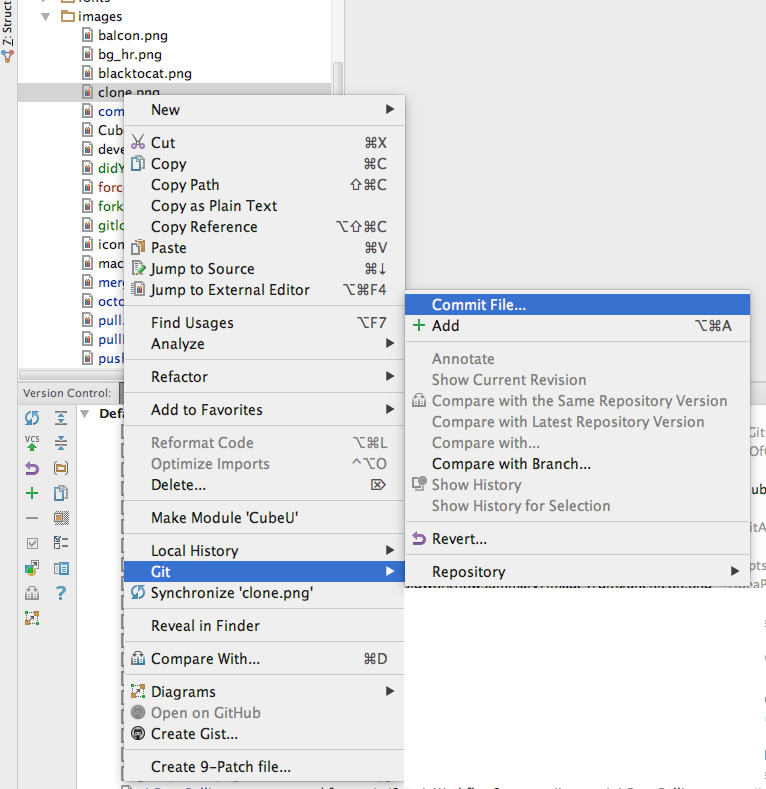 Z: Struct
fonts
images
balcon.png
bg_hr.png
blacktocat.png
clone.png
com
Cub
deve
didY
forc
fork
gitlo
icon
mac
merg
octo
pull.
pull
push
New
Cut ⌘X
Copy ⌘C
Copy Path ⇧⌘C
Copy as Plain Text
Copy Reference ⌥⇧⌘C
Paste ⌘V
Jump to Source ⌘↓
Jump to External Editor ⌥⌘F4
Find Usages ⌥F7
Analyze
Refactor
Add to Favorites
Reformat Code ⌥⌘L
Optimize Imports ^⌥O
Delete... ⌦
Make Module 'CubeU'
Local History
Git
Synchronize 'clone.png'
Reveal in Finder
Compare With... ⌘D
Diagrams
Open on GitHub
Create Gist...
Create 9-Patch file...
Commit File...
Add ⌥⌘A
Annotate
Show Current Revision
Compare with the Same Repository Version
Compare with Latest Repository Version
Compare with...
Compare with Branch...
Show History
Show History for Selection
Revert...
Repository
Version Control:
Defa
VCS
Git
Of
ub
itA
pts
eaP